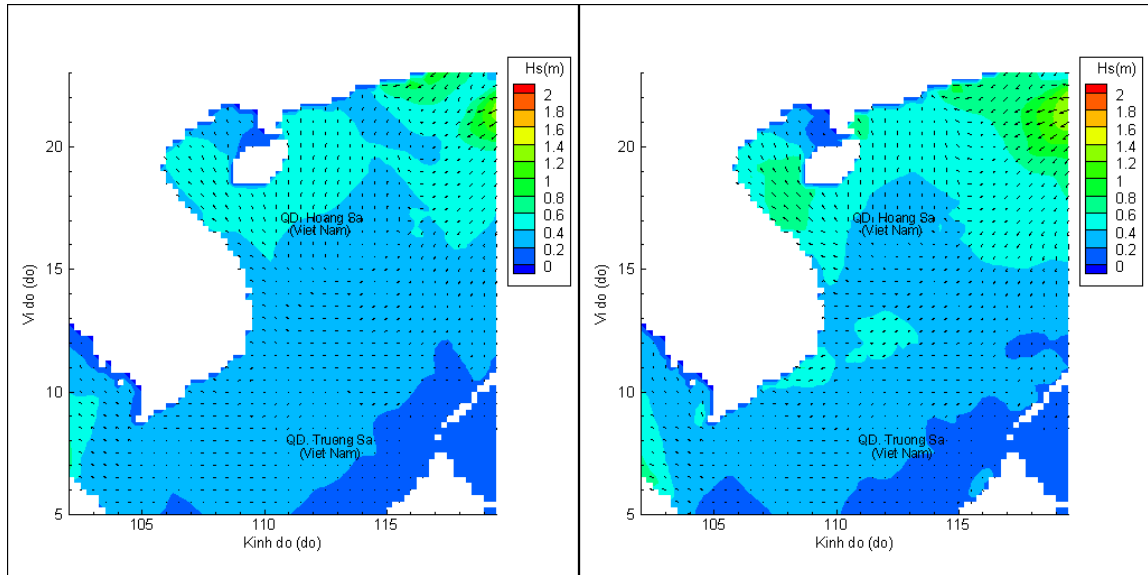 Hs(m)
2
1.8
1.6
1.4
1.2
1
0.8
0.6
0.4
0.2
0
20
15
10
5
Vi do (do)
QD. Hoang Sa
(Viet Nam)
QD. Truong Sa
(Viet Nam)
105
110
115
Kinh do (do)
Hs(m)
2
1.8
1.6
1.4
1.2
1
0.8
0.6
0.4
0.2
0
20
15
10
5
Vi do (do)
QD. Hoang Sa
(Viet Nam)
QD. Truong Sa
(Viet Nam)
105
110
115
Kinh do (do)